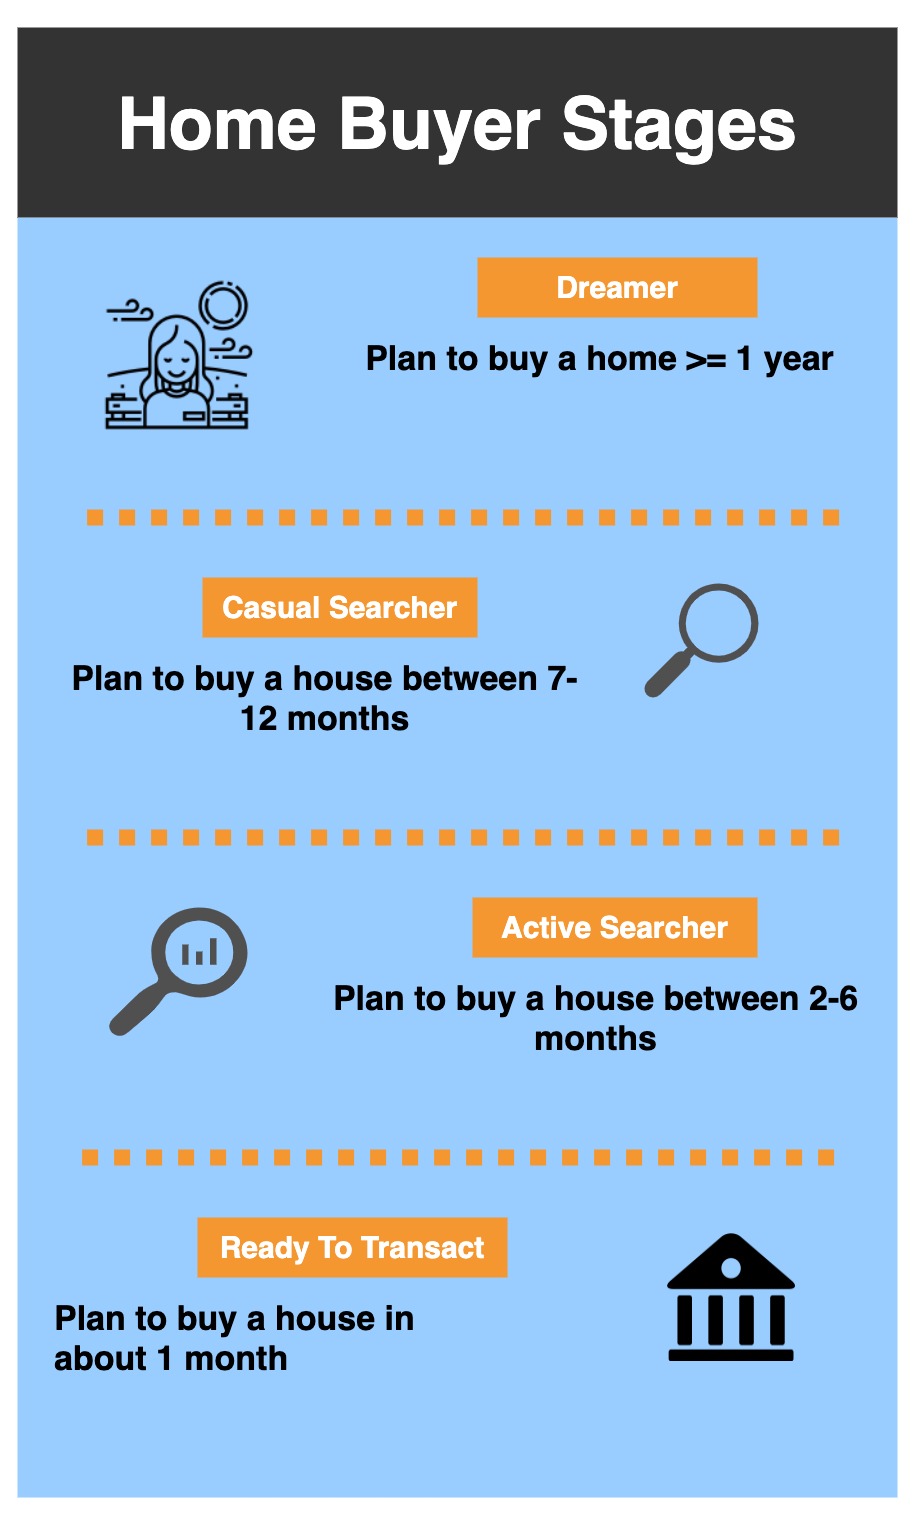 Home Buyer Stages
Dreamer
Plan to buy a home >= 1 year
Casual Searcher
Plan to buy a house between 7-
12 months
Active Searcher
Plan to buy a house between 2-6
months
Ready To Transact
Plan to buy a house in
about 1 month